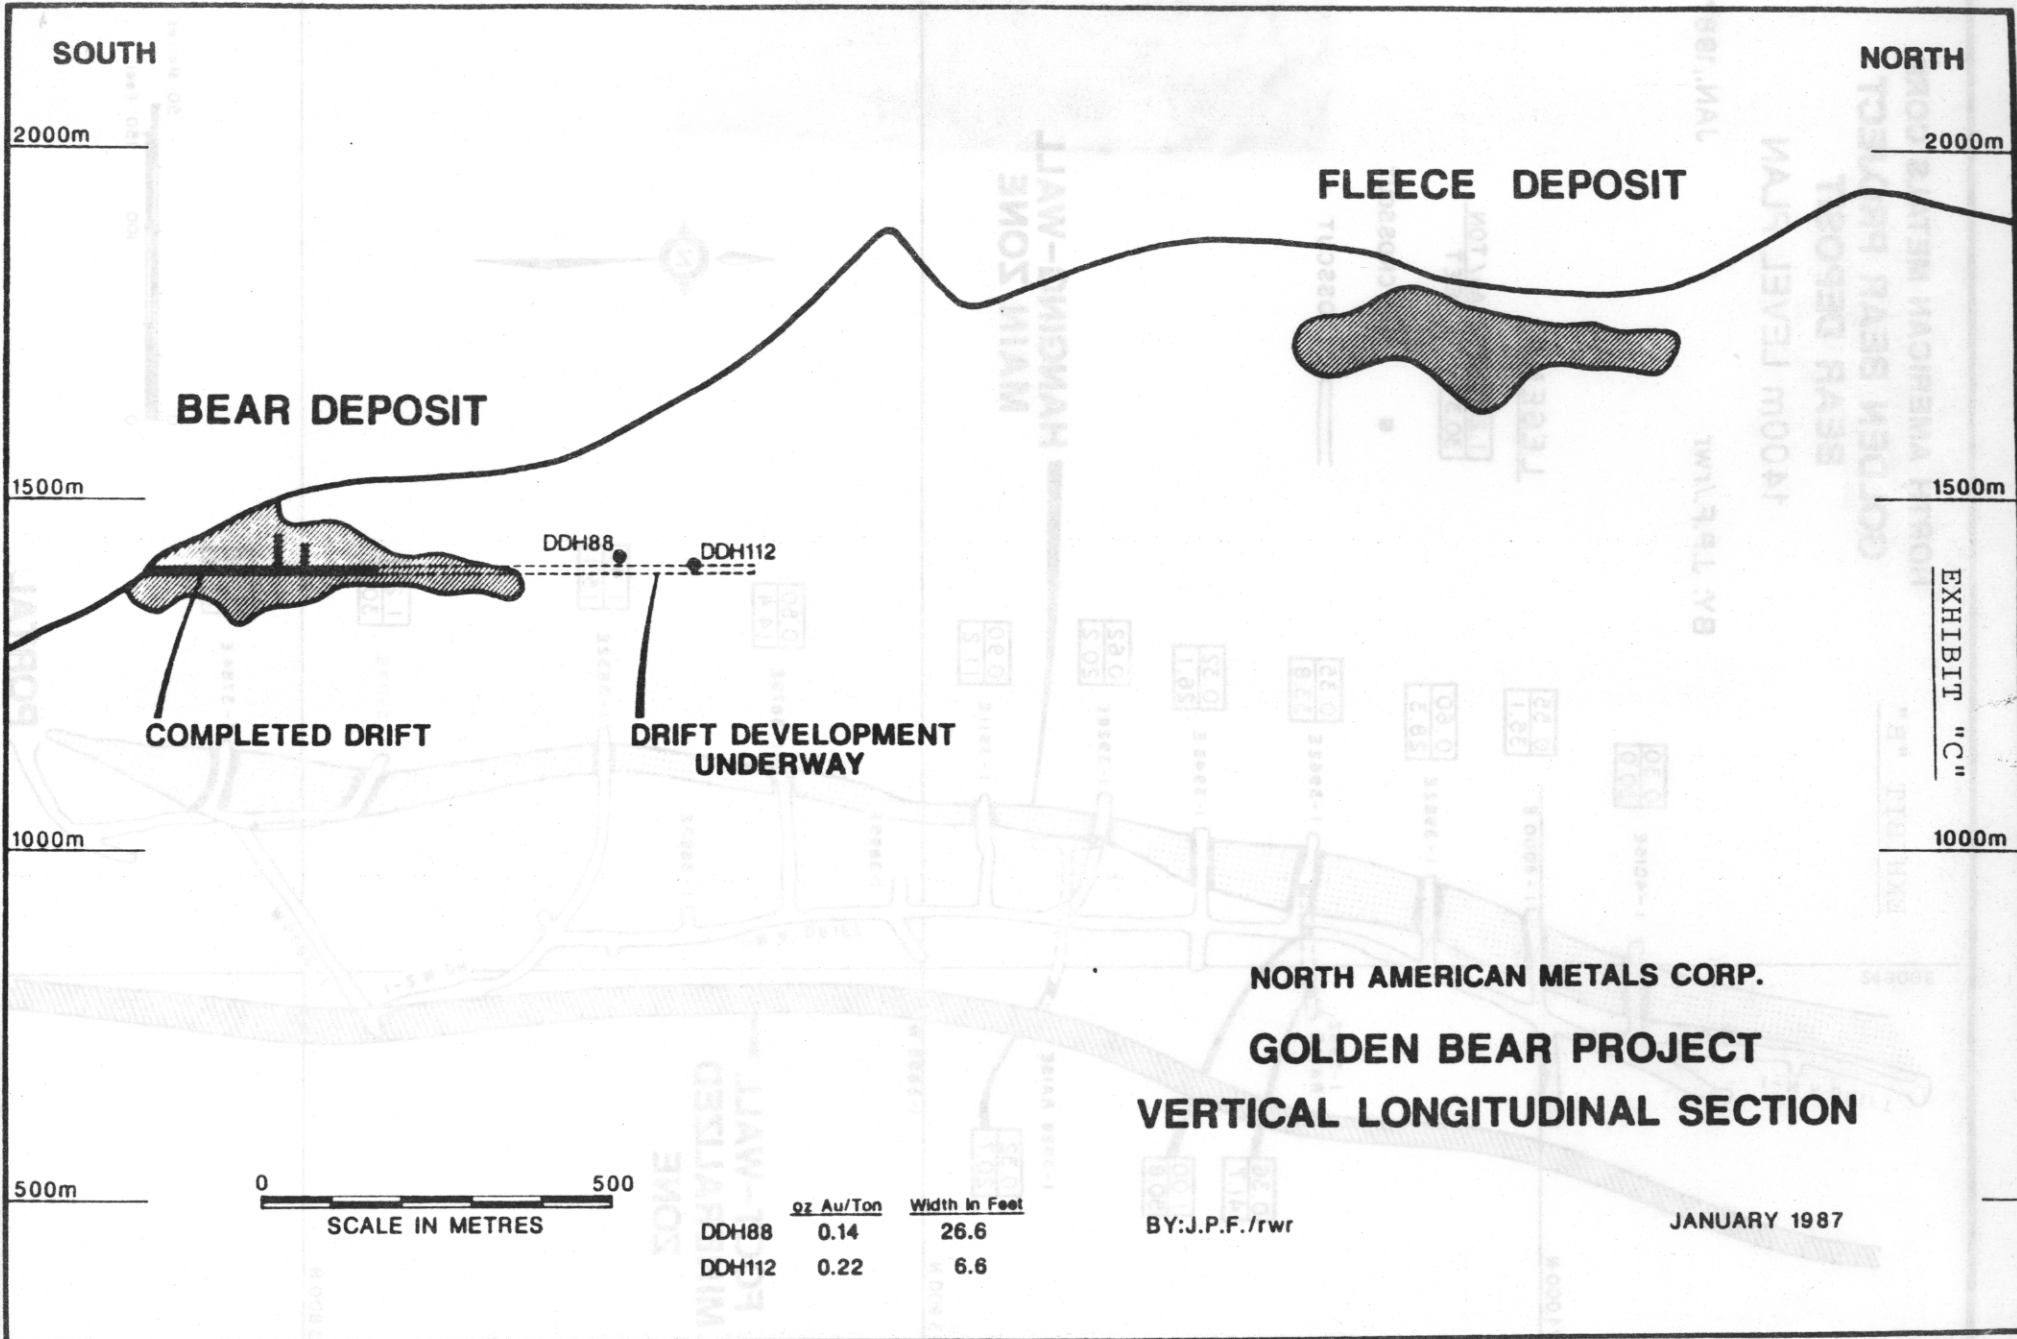 SOUTH
NORTH
2000m
2000m
FLEECE DEPOSIT
BEAR DEPOSIT
1500m
1500m
DDH88
DDH112
EXHIBIT "C"
COMPLETED DRIFT
DRIFT DEVELOPMENT
UNDERWAY
1000m
1000m
NORTH AMERICAN METALS CORP.
GOLDEN BEAR PROJECT
VERTICAL LONGITUDINAL SECTION
500m
0 500
SCALE IN METRES
oz Au/Ton Width In Feet
DDH88 0.14 26.6
DDH112 0.22 6.6
BY:J.P.F./rwr
JANUARY 1987